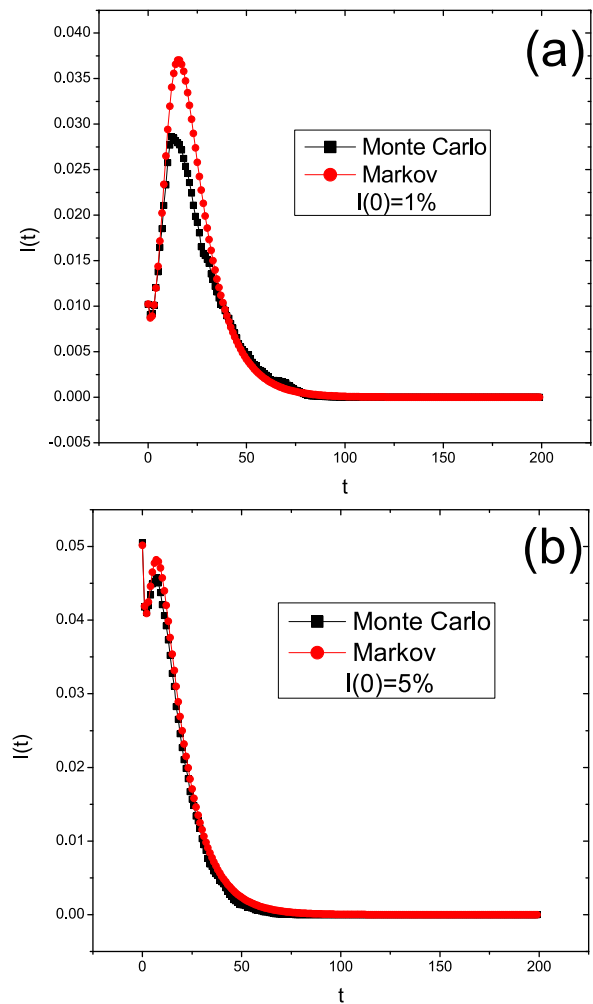 (a)
0.040
0.035
0.030
0.025
0.020
0.015
0.010
0.005
0.000
-0.005
I(t)
Monte Carlo
Markov
I(0)=1%
0
50
100
150
200
t
(b)
0.05
0.04
0.03
0.02
0.01
0.00
I(t)
Monte Carlo
Markov
I(0)=5%
0
50
100
150
200
t